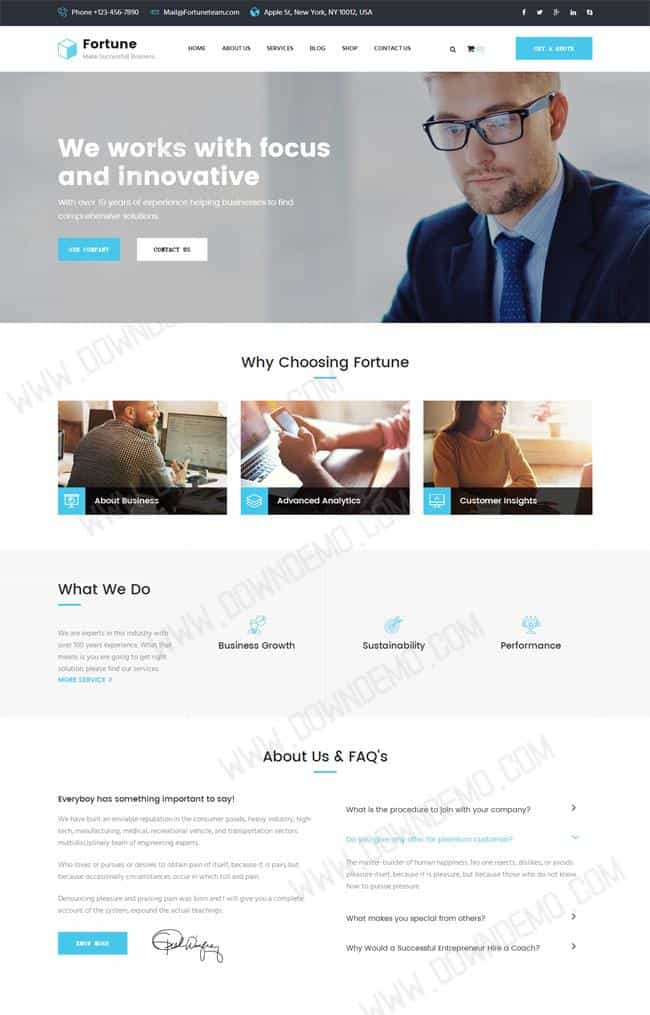 Phone +123-456-7890
Mail@Fortuneteam.com
Apple St, New York, NY 10012, USA
Fortune
Make Successfull Business.
HOME
ABOUT US
SERVICES
BLOG
SHOP
CONTACT US
(0)
GET A QUOTE
We works with focus
and innovative
With over 15 years of experience helping businesses to find
comprehensive solutions.
OUR COMPANY
CONTACT US
Why Choosing Fortune
About Business
Advanced Analytics
Customer Insights
What We Do
We are experts in this industry with
over 100 years experience. What that
means is you are going to get right
solution. please find our services.
MORE SERVICE
Business Growth
Sustainability
Performance
About Us & FAQ's
Everyboy has something important to say!
We have built an enviable reputation in the consumer goods, heavy industry, high-
tech, manufacturing, medical, recreational vehicle, and transportation sectors.
multidisciplinary team of engineering experts.
Who loves or pursues or desires to obtain pain of itself, because it is pain, but
because occasionally circumstances occur in which toil and pain
Denouncing pleasure and praising pain was born and I will give you a complete
account of the system, expound the actual teachings.
KNOW MORE
What is the procedure to join with your company?
Do you give any offer for premium customer?
The master-builder of human happiness. No one rejects, dislikes, or avoids
pleasure itself, because it is pleasure, but because those who do not know
how to pursue pleasure
What makes you special from others?
Why Would a Successful Entrepreneur Hire a Coach?
WWW.DOWNDEMO.COM
WWW.DOWNDEMO.COM
WWW.DOWNDEMO.COM
WWW.DOWNDEMO.COM